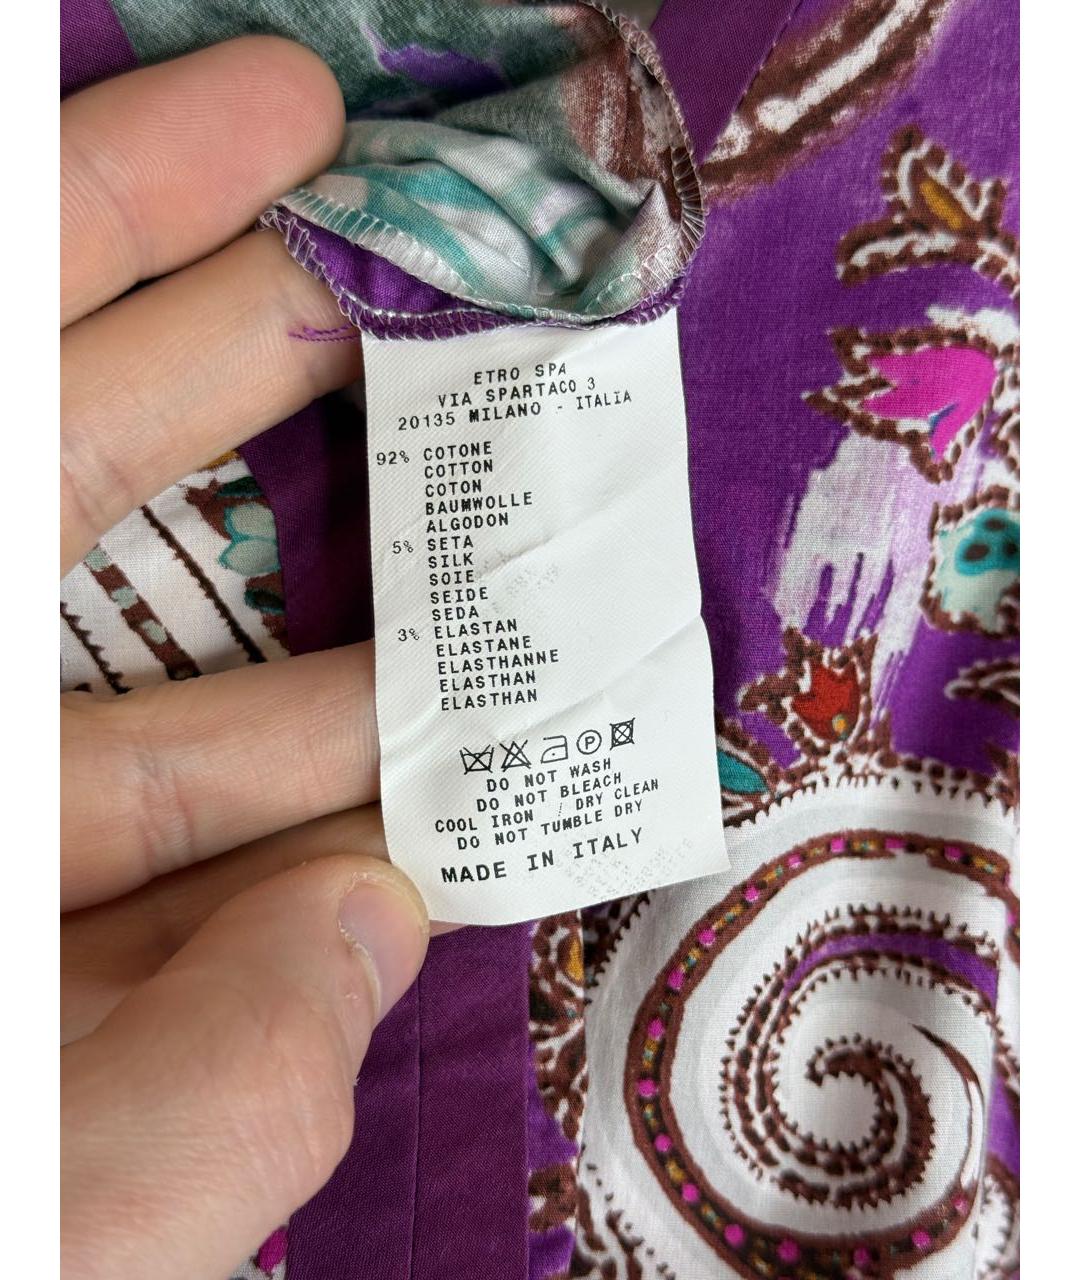 ETRO SPA
VIA SPARTACO 3
20135 MILANO - ITALIA
92% COTONE
COTTON
COTON
BAUMWOLLE
ALGODON
5% SETA
SILK
SOIE
SEIDE
SEDA
3% ELASTAN
ELASTANE
ELASTHANNE
ELASTHAN
ELASTHAN
P
DO NOT WASH
DO NOT BLEACH
COOL IRON / DRY CLEAN
DO NOT TUMBLE DRY
MADE IN ITALY